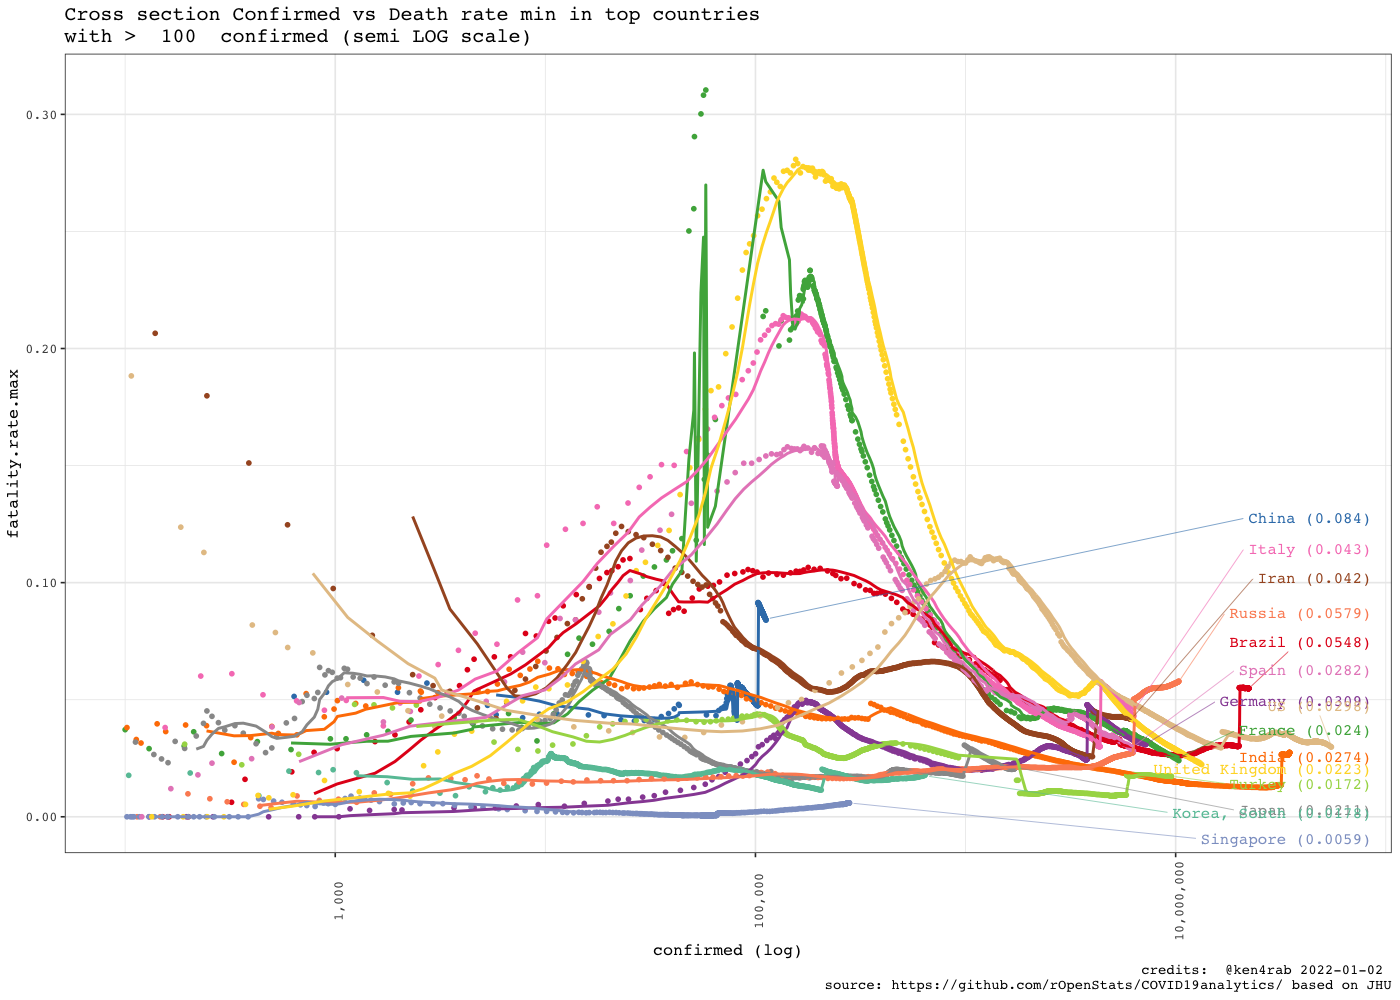 Cross section Confirmed vs Death rate min in top countries
with >  100  confirmed (semi LOG scale)
fatality.rate.max
0.30
0.20
0.10
0.00
China (0.084)
Italy (0.043)
Iran (0.042)
Russia (0.0579)
Brazil (0.0548)
Spain (0.0282)
Germany (0.0309)
France (0.024)
India (0.0274)
United Kingdom (0.0223)
Turkey (0.0172)
Japan (0.0211)
Korea, South
Singapore (0.0059)
1,000
100,000
10,000,000
confirmed (log)
credits:  @ken4rab 2022-01-02
source: https://github.com/rOpenStats/COVID19analytics/ based on JHU